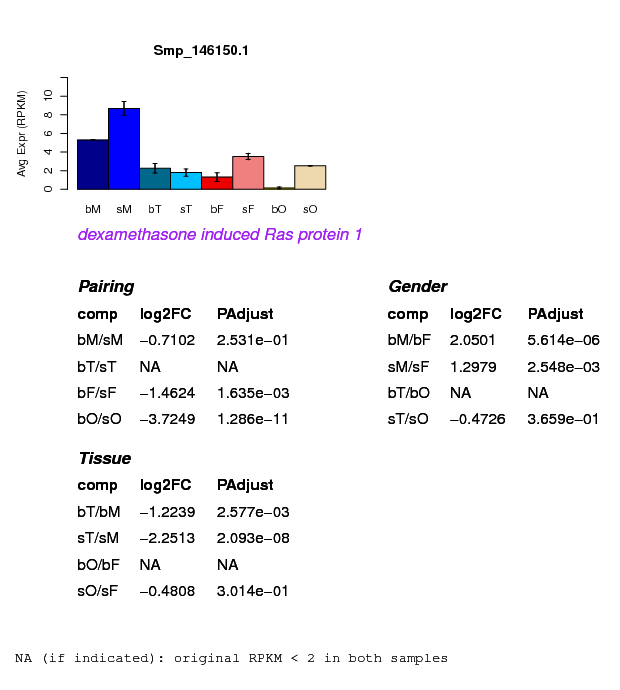 Smp_146150.1
Avg Expr (RPKM)
0 2 4 6 8 10
bM sM bT sT bF sF bO sO
dexamethasone induced Ras protein 1
Pairing
comp log2FC PAdjust
bM/sM −0.7102 2.531e−01
bT/sT NA NA
bF/sF −1.4624 1.635e−03
bO/sO −3.7249 1.286e−11
Gender
comp log2FC PAdjust
bM/bF 2.0501 5.614e−06
sM/sF 1.2979 2.548e−03
bT/bO NA NA
sT/sO −0.4726 3.659e−01
Tissue
comp log2FC PAdjust
bT/bM −1.2239 2.577e−03
sT/sM −2.2513 2.093e−08
bO/bF NA NA
sO/sF −0.4808 3.014e−01
NA (if indicated): original RPKM < 2 in both samples